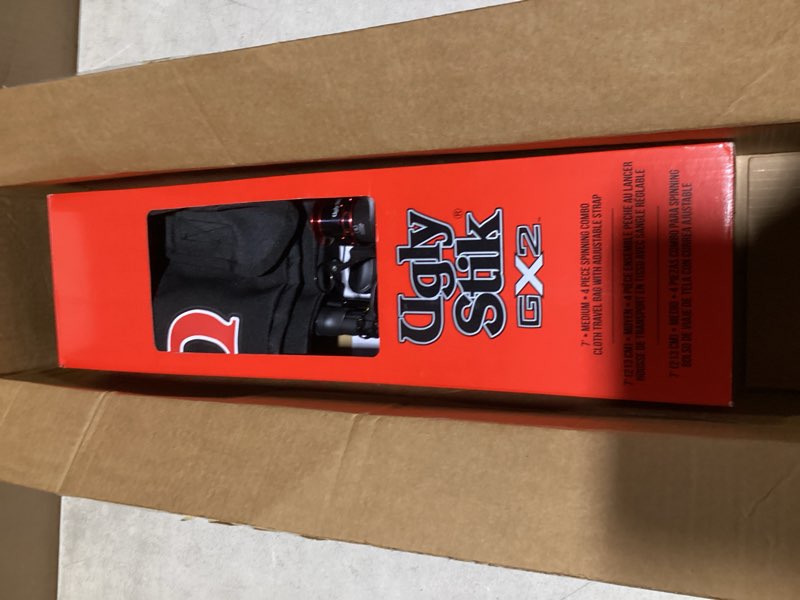 Ugly
Stik®
GX2™
7' • MEDIUM • 4 PIECE SPINNING COMBO
CLOTH TRAVEL BAG WITH ADJUSTABLE STRAP
7' (2.13 CM) • MOYEN • 4 PIÈCE ENSEMBLE PÊCHE AU LANCER
HOUSSE DE TRANSPORT EN TISSU AVEC SANGLE RÉGLABLE
7' (2.13 CM) • MEDIE • 4 PIEZAS COMBO PARA SPINNING
BOLSO DE VIAJE DE TELA CON CORREA AJUSTABLE